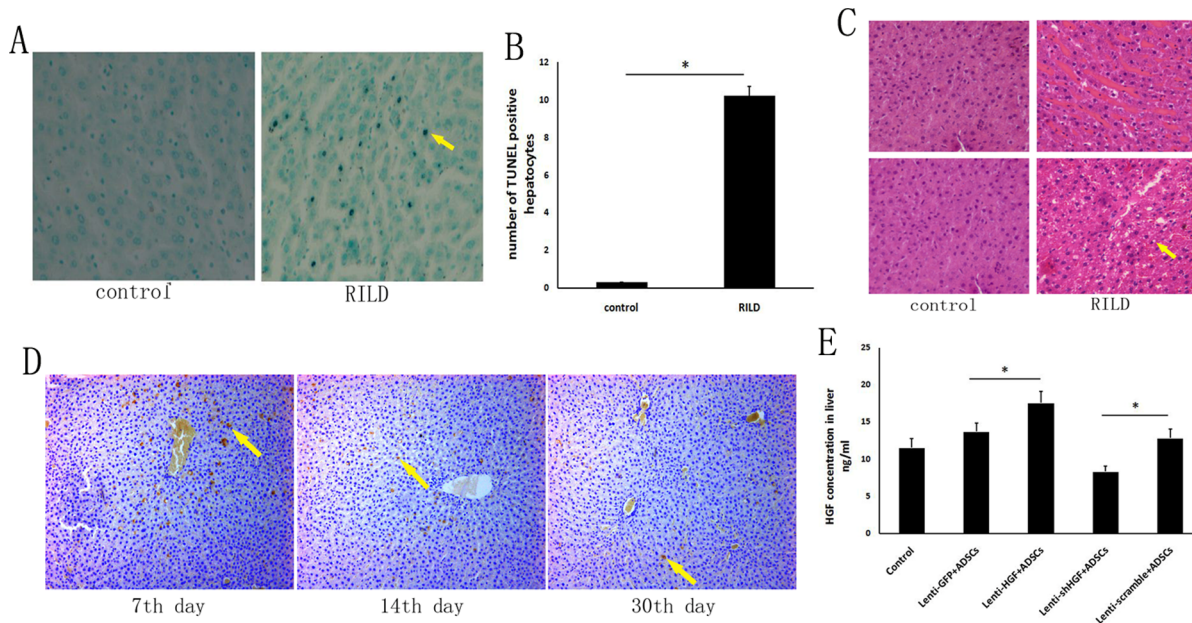 A
control
RILD
B
number of TUNEL positive
hepatocytes
12
10
8
6
4
2
0
*
control
RILD
C
control
RILD
D
7th day
14th day
30th day
E
HGF concentration in liver
ng/ml
25
20
15
10
5
0
*
*
Control
Lenti-GFP+ADSCs
Lenti-HGF+ADSCs
Lenti-shHGF+ADSCs
Lenti-scramble+ADSCs